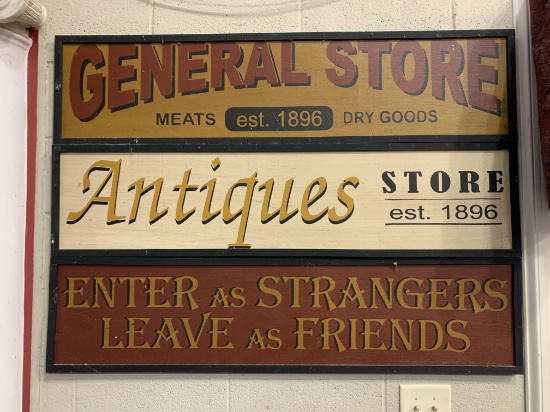 GENERAL STORE
MEATS est. 1896 DRY GOODS
Antiques STORE
est. 1896
ENTER AS STRANGERS
LEAVE AS FRIENDS